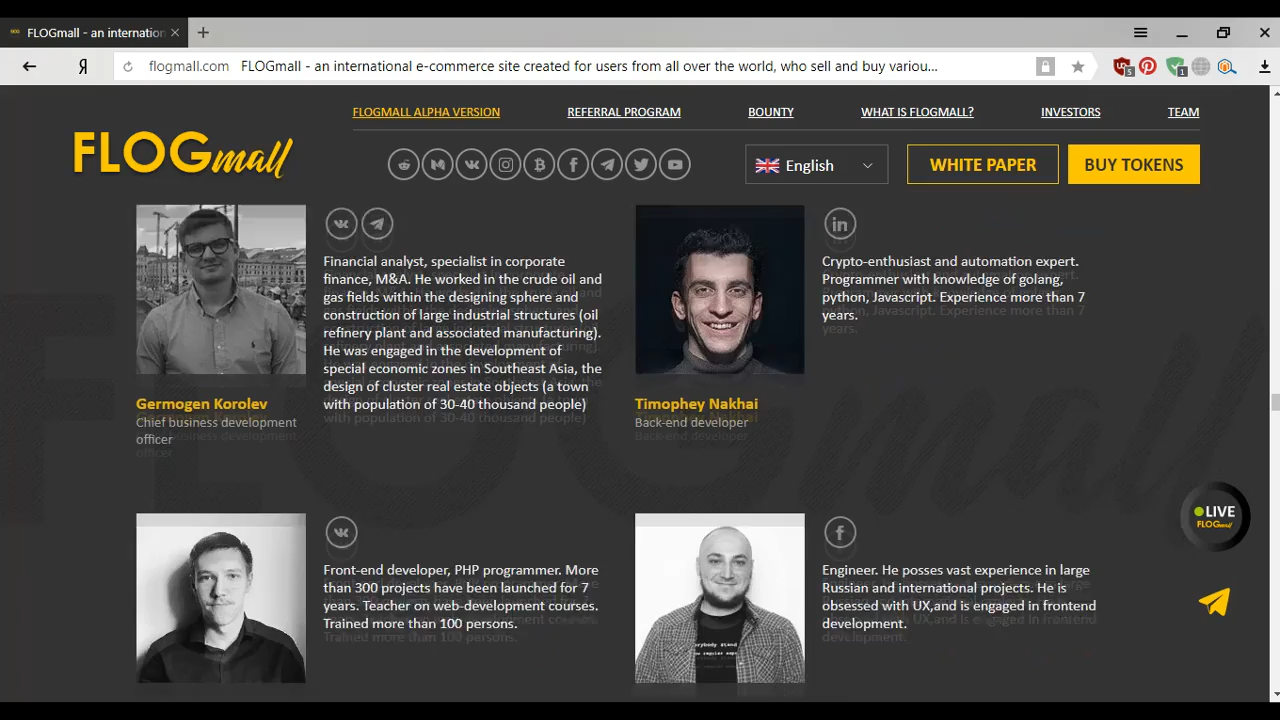 FLOGmall - an internation
flogmall.com FLOGmall - an international e-commerce site created for users from all over the world, who sell and buy variou...
5
1
FLOGMALL ALPHA VERSION
REFERRAL PROGRAM
BOUNTY
WHAT IS FLOGMALL?
INVESTORS
TEAM
FLOGmall
English
WHITE PAPER
BUY TOKENS
Financial analyst, specialist in corporate
finance, M&A. He worked in the crude oil and
gas fields within the designing sphere and
construction of large industrial structures (oil
refinery plant and associated manufacturing).
He was engaged in the development of
special economic zones in Southeast Asia, the
design of cluster real estate objects (a town
with population of 30-40 thousand people)
Germogen Korolev
Chief business development
officer
Crypto-enthusiast and automation expert.
Programmer with knowledge of golang,
python, Javascript. Experience more than 7
years.
Timophey Nakhai
Back-end developer
LIVE
FLOGmall
Front-end developer, PHP programmer. More
than 300 projects have been launched for 7
years. Teacher on web-development courses.
Trained more than 100 persons.
Engineer. He posses vast experience in large
Russian and international projects. He is
obsessed with UX,and is engaged in frontend
development.